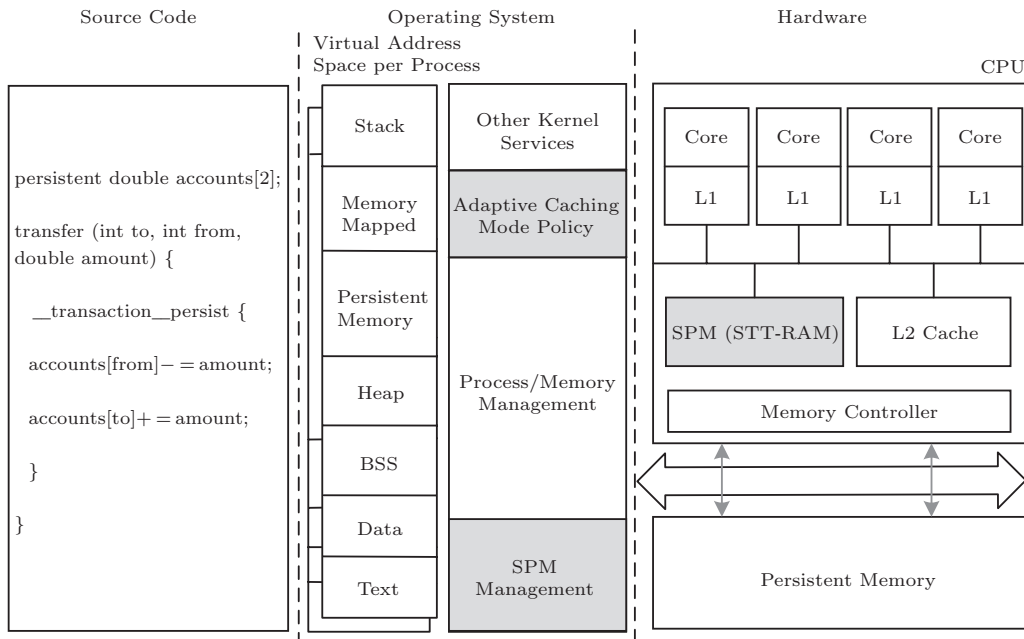 Source Code
Operating System
Hardware
Virtual Address
Space per Process
CPU
persistent double accounts[2];
transfer (int to, int from,
double amount) {
__transaction__persist {
accounts[from]− = amount;
accounts[to]+ = amount;
}
}
Stack
Memory
Mapped
Persistent
Memory
Heap
BSS
Data
Text
Other Kernel
Services
Adaptive Caching
Mode Policy
Process/Memory
Management
SPM
Management
Core
Core
Core
Core
L1
L1
L1
L1
SPM (STT-RAM)
L2 Cache
Memory Controller
Persistent Memory